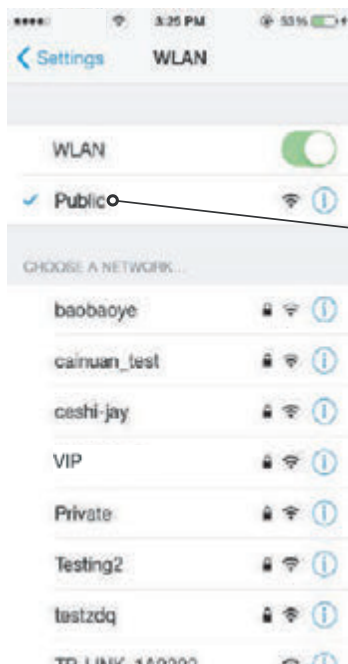 3:25 PM 53%
Settings WLAN
WLAN
Public
CHOOSE A NETWORK...
baobaoye
cainuan_test
ceshi-jay
VIP
Private
Testing2
testzdq